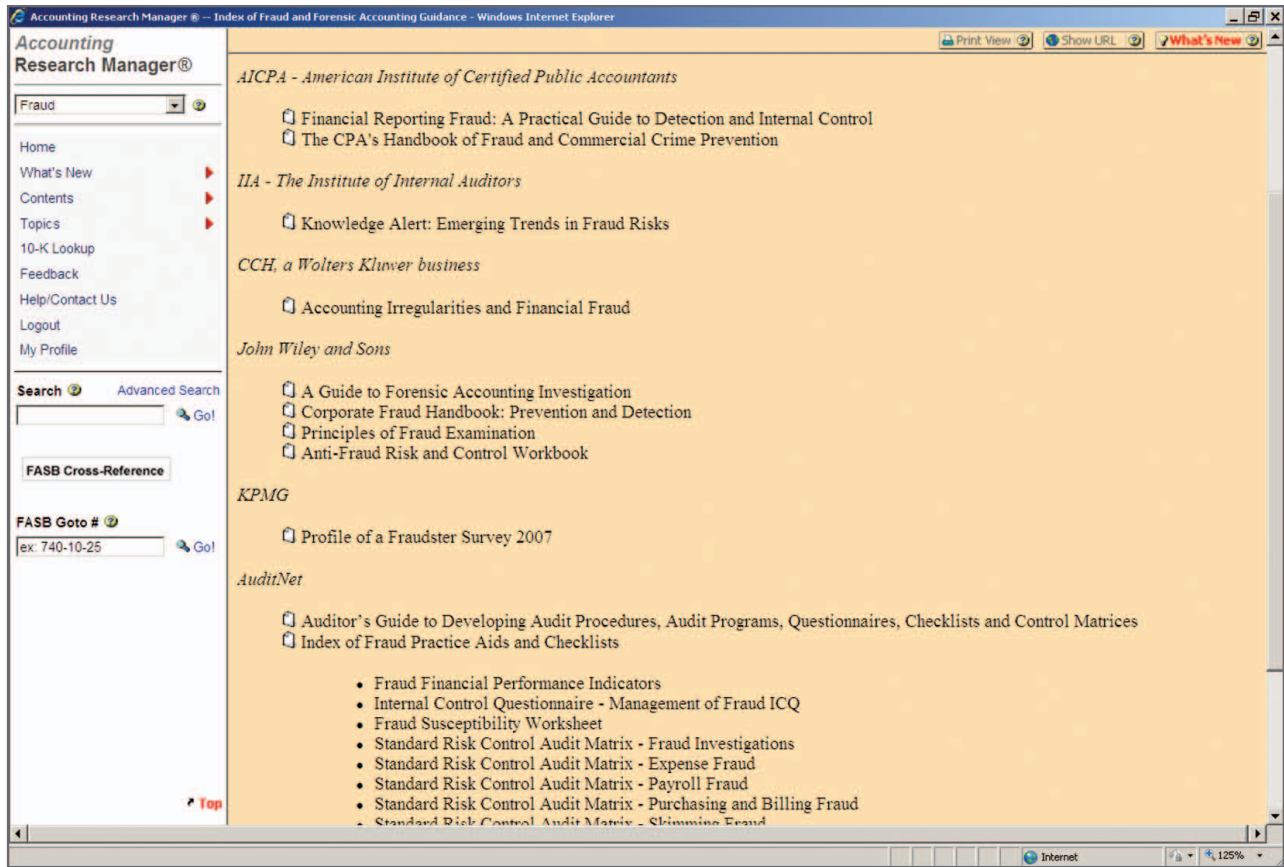 Accounting Research Manager ® -- Index of Fraud and Forensic Accounting Guidance - Windows Internet Explorer
Accounting
Research Manager®
Fraud
Home
What's New
Contents
Topics
10-K Lookup
Feedback
Help/Contact Us
Logout
My Profile
Search Advanced Search
Go!
FASB Cross-Reference
FASB Goto #
ex: 740-10-25 Go!
Top
Print View Show URL What's New
AICPA - American Institute of Certified Public Accountants
Financial Reporting Fraud: A Practical Guide to Detection and Internal Control
The CPA's Handbook of Fraud and Commercial Crime Prevention
IIA - The Institute of Internal Auditors
Knowledge Alert: Emerging Trends in Fraud Risks
CCH, a Wolters Kluwer business
Accounting Irregularities and Financial Fraud
John Wiley and Sons
A Guide to Forensic Accounting Investigation
Corporate Fraud Handbook: Prevention and Detection
Principles of Fraud Examination
Anti-Fraud Risk and Control Workbook
KPMG
Profile of a Fraudster Survey 2007
AuditNet
Auditor's Guide to Developing Audit Procedures, Audit Programs, Questionnaires, Checklists and Control Matrices
Index of Fraud Practice Aids and Checklists
• Fraud Financial Performance Indicators
• Internal Control Questionnaire - Management of Fraud ICQ
• Fraud Susceptibility Worksheet
• Standard Risk Control Audit Matrix - Fraud Investigations
• Standard Risk Control Audit Matrix - Expense Fraud
• Standard Risk Control Audit Matrix - Payroll Fraud
• Standard Risk Control Audit Matrix - Purchasing and Billing Fraud
• Standard Risk Control Audit Matrix - Skimming Fraud
Internet 125%